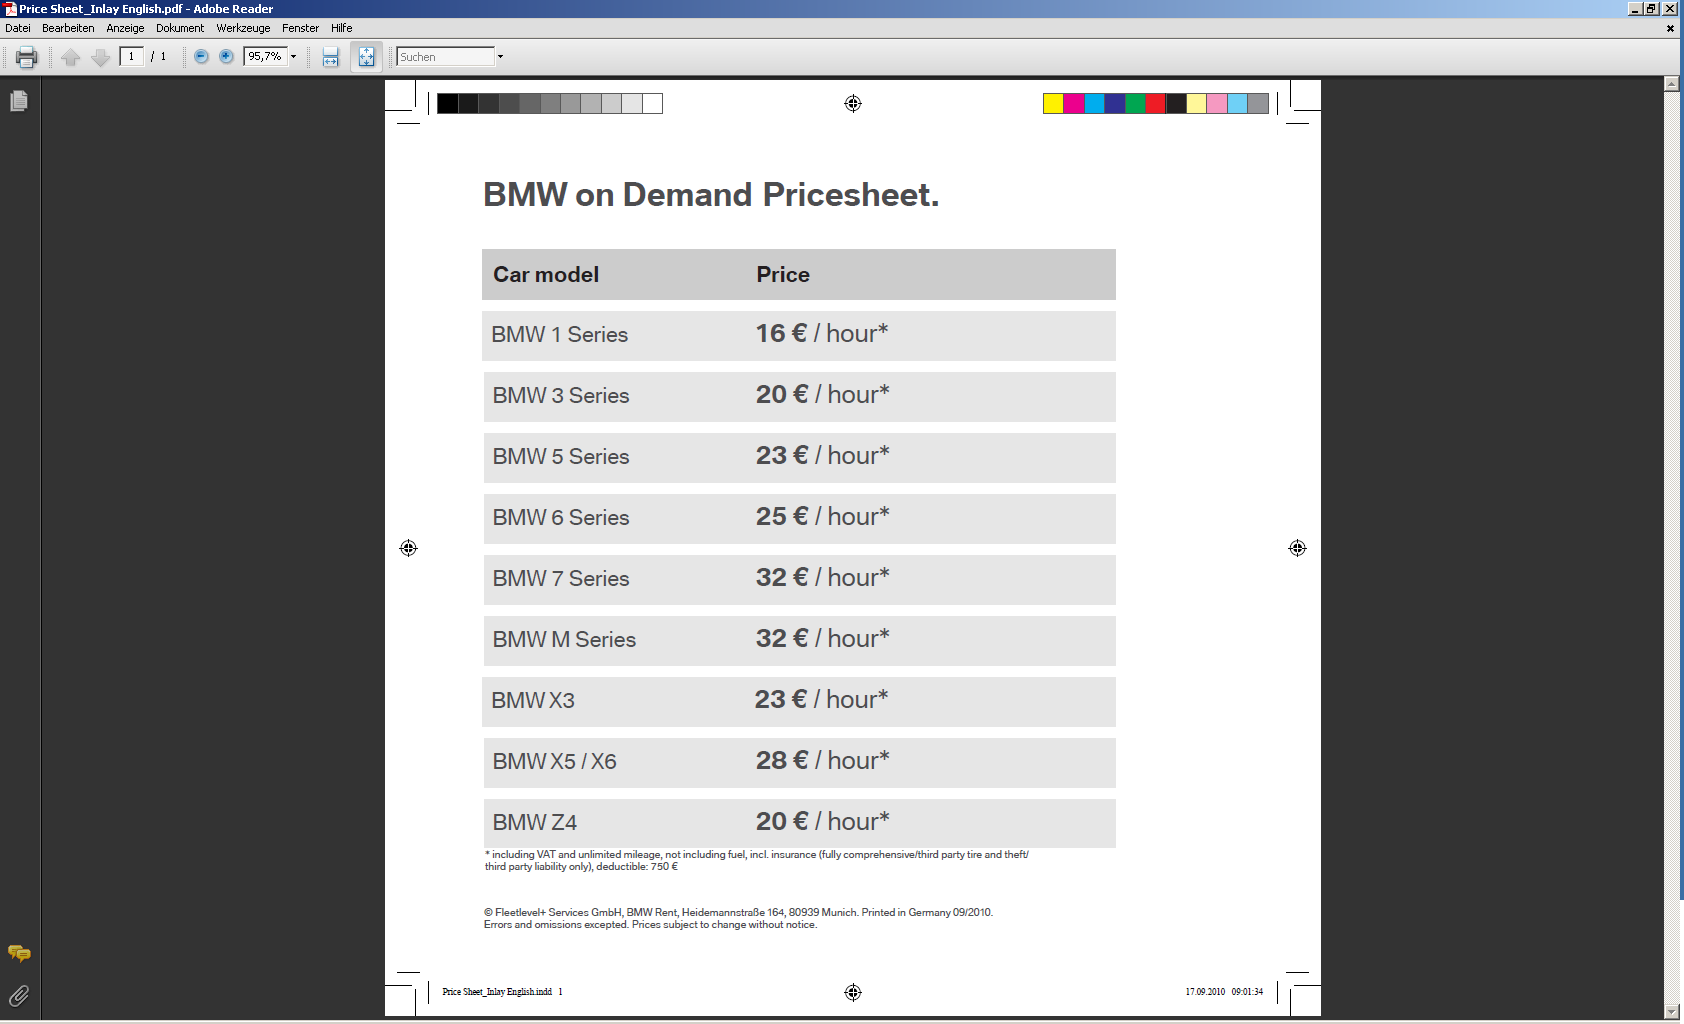 Price Sheet_Inlay English.pdf - Adobe Reader
Datei Bearbeiten Anzeige Dokument Werkzeuge Fenster Hilfe
1 / 1 95,7% Suchen
BMW on Demand Pricesheet.
Car model Price
BMW 1 Series 16 € / hour*
BMW 3 Series 20 € / hour*
BMW 5 Series 23 € / hour*
BMW 6 Series 25 € / hour*
BMW 7 Series 32 € / hour*
BMW M Series 32 € / hour*
BMW X3 23 € / hour*
BMW X5 / X6 28 € / hour*
BMW Z4 20 € / hour*
* including VAT and unlimited mileage, not including fuel, incl. insurance (fully comprehensive/third party tire and theft/
third party liability only), deductible: 750 €
© Fleetlevel+ Services GmbH, BMW Rent, Heidemannstraße 164, 80939 Munich. Printed in Germany 09/2010.
Errors and omissions excepted. Prices subject to change without notice.
Price Sheet_Inlay English.indd 1 17.09.2010 09:01:34